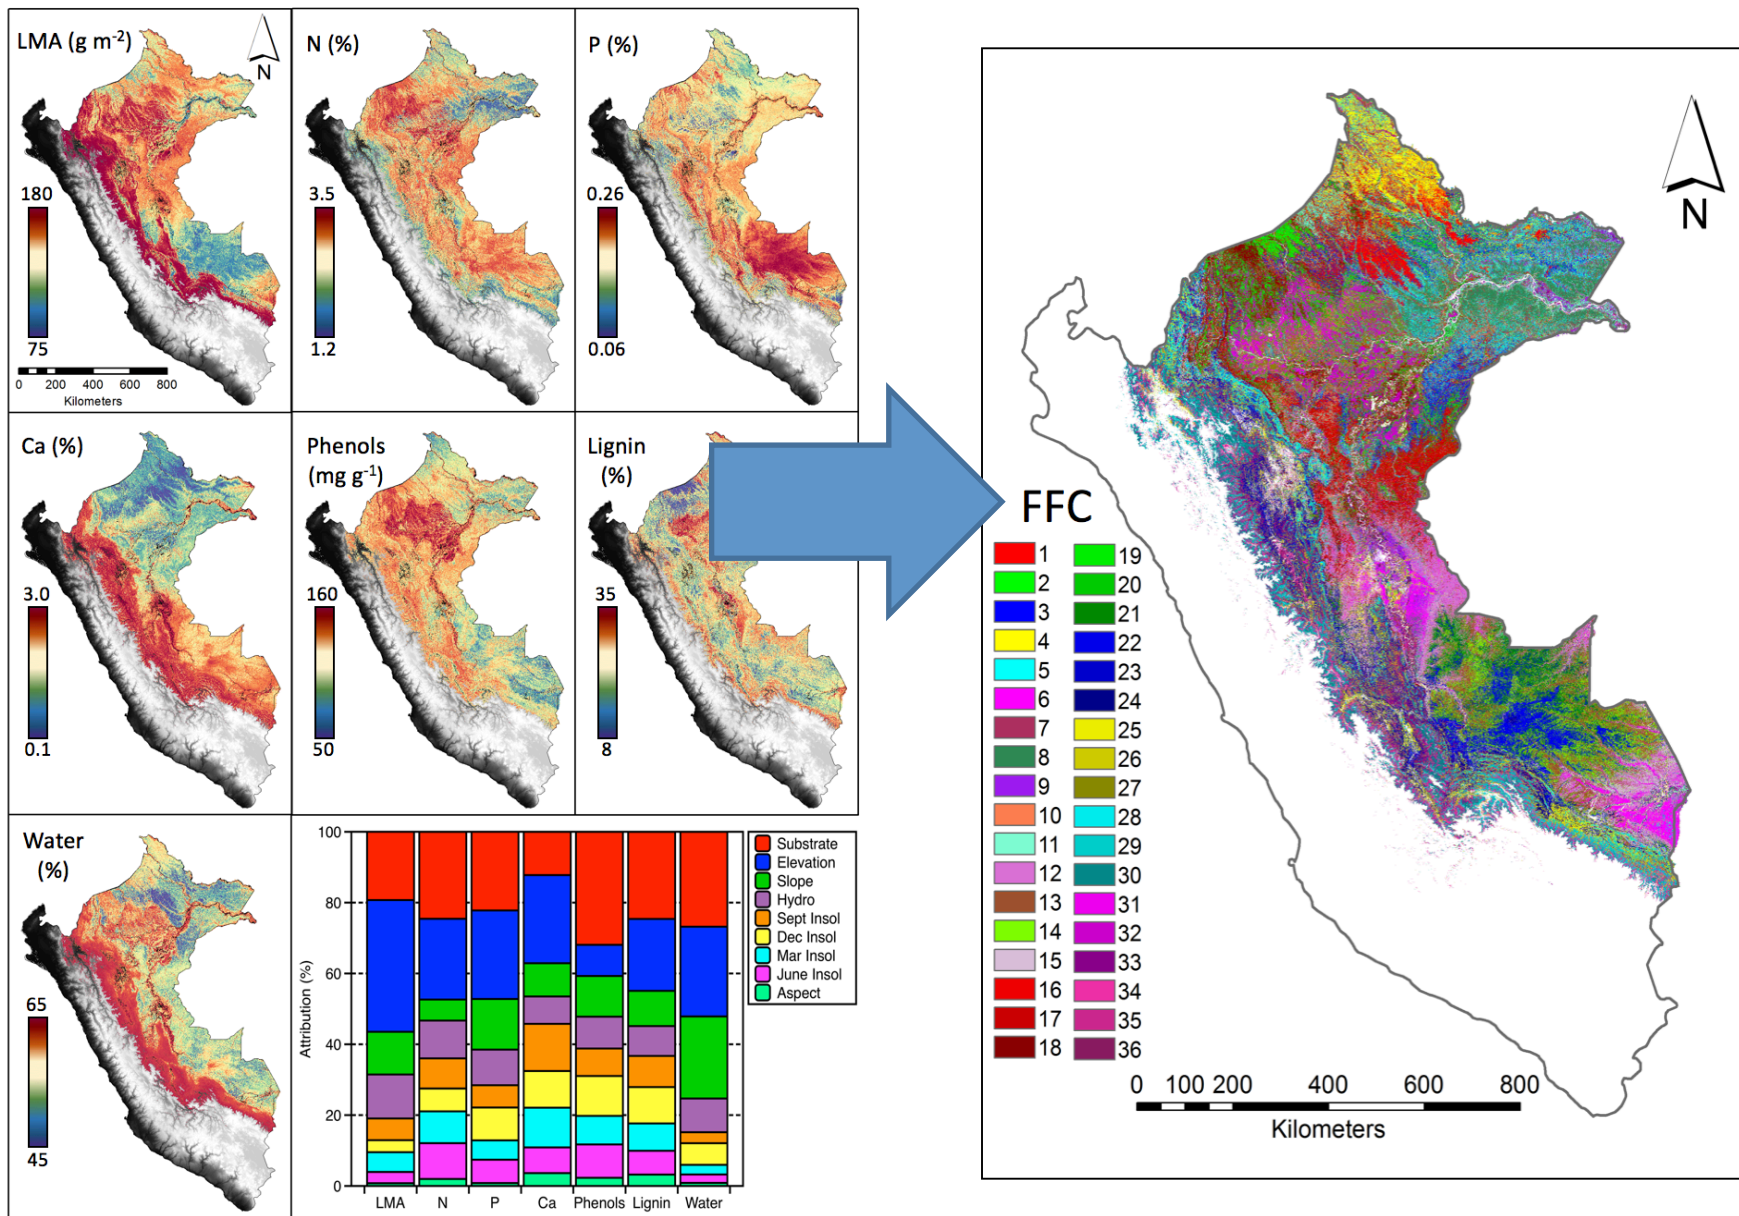 LMA (g m-2)
N
180
75
0 200 400 600 800
Kilometers
N (%)
3.5
1.2
P (%)
0.26
0.06
Ca (%)
3.0
0.1
Phenols
(mg g-1)
160
50
Lignin
(%)
35
8
Water
(%)
65
45
Attribution (%)
100
80
60
40
20
0
LMA N P Ca Phenols Lignin Water
Substrate
Elevation
Slope
Hydro
Sept Insol
Dec Insol
Mar Insol
June Insol
Aspect
N
FFC
1 19
2 20
3 21
4 22
5 23
6 24
7 25
8 26
9 27
10 28
11 29
12 30
13 31
14 32
15 33
16 34
17 35
18 36
0 100 200 400 600 800
Kilometers